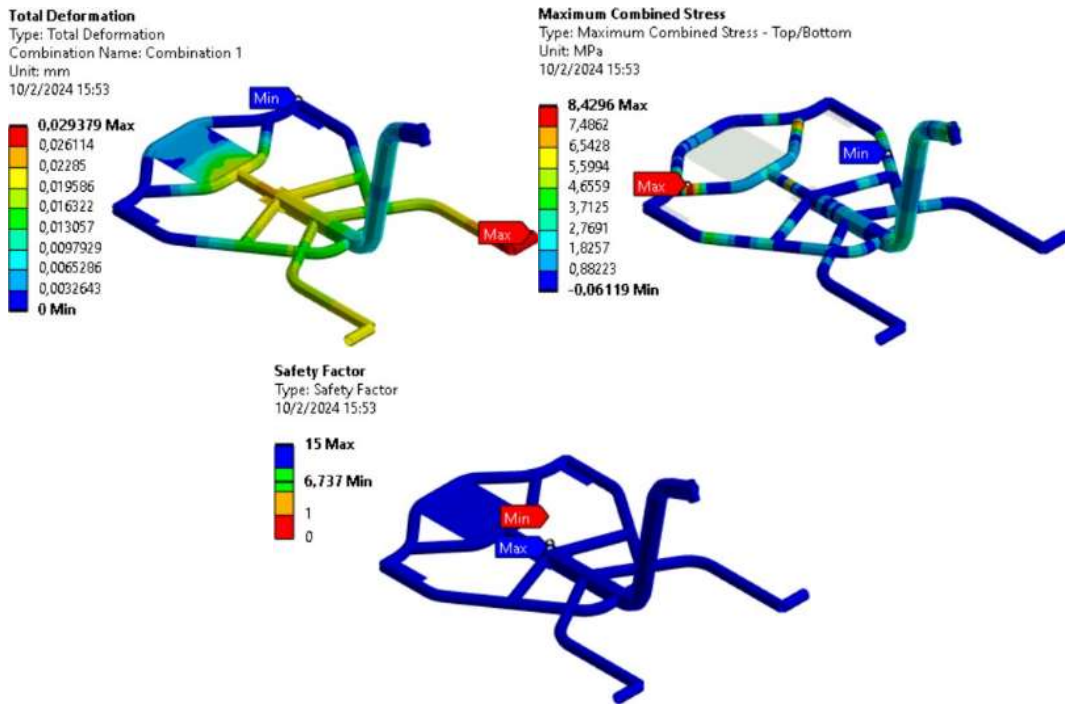 Total Deformation
Type: Total Deformation
Combination Name: Combination 1
Unit: mm
10/2/2024 15:53
0,029379 Max
0,026114
0,02285
0,019586
0,016322
0,013057
0,0097929
0,0065286
0,0032643
0 Min
Min
Max
Maximum Combined Stress
Type: Maximum Combined Stress - Top/Bottom
Unit: MPa
10/2/2024 15:53
8,4296 Max
7,4862
6,5428
5,5994
4,6559
3,7125
2,7691
1,8257
0,88223
-0,06119 Min
Min
Max
Safety Factor
Type: Safety Factor
10/2/2024 15:53
15 Max
6,737 Min
1
0
Min
Max